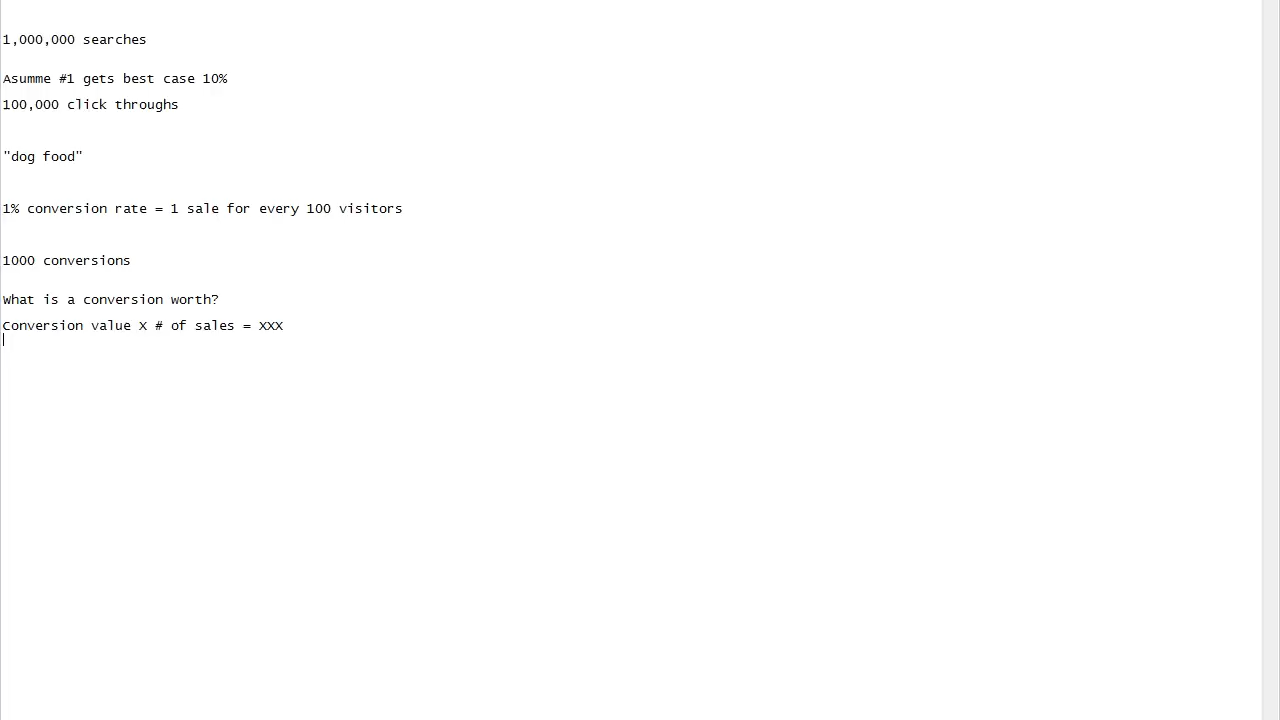 1,000,000 searches
Asumme #1 gets best case 10%
100,000 click throughs
"dog food"
1% conversion rate = 1 sale for every 100 visitors
1000 conversions
What is a conversion worth?
Conversion value X # of sales = XXX